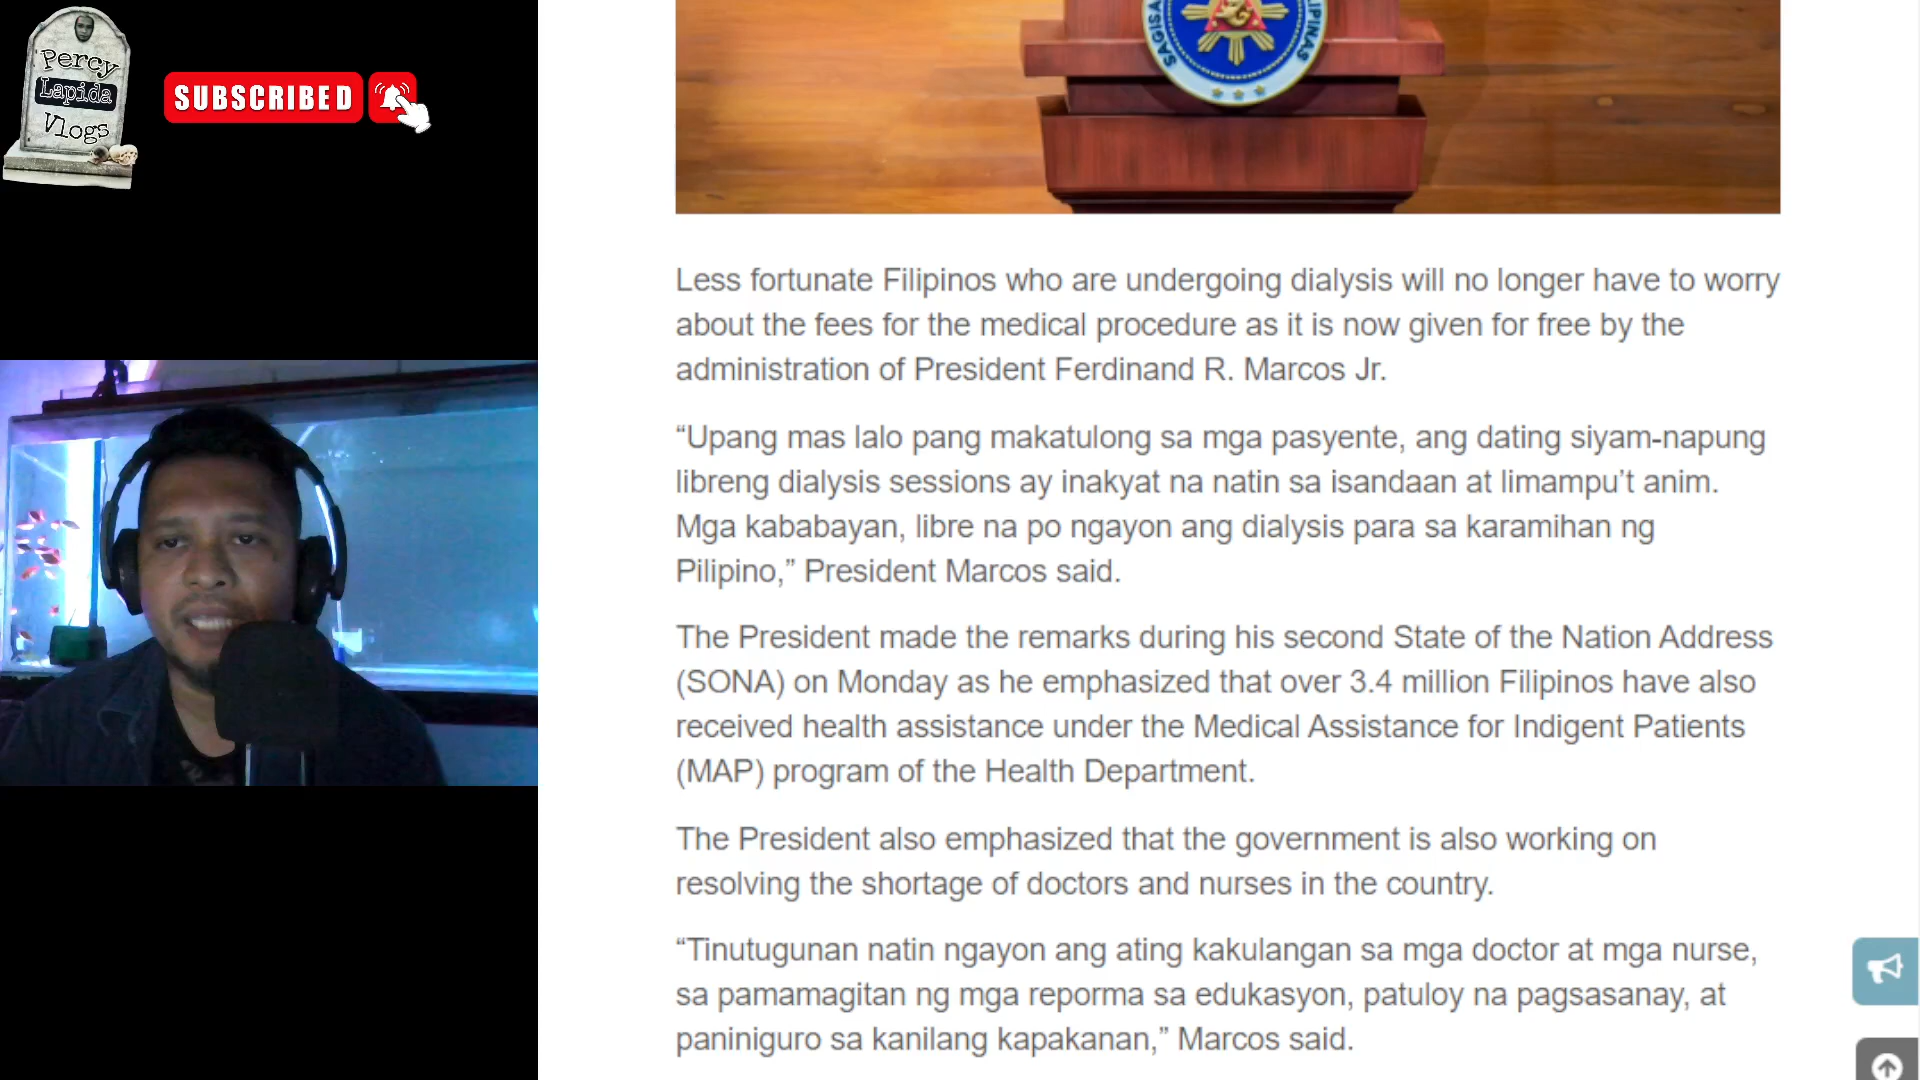 Percy
Lapida
Vlogs
SUBSCRIBED
Less fortunate Filipinos who are undergoing dialysis will no longer have to worry
about the fees for the medical procedure as it is now given for free by the
administration of President Ferdinand R. Marcos Jr.
“Upang mas lalo pang makatulong sa mga pasyente, ang dating siyam-napung
libreng dialysis sessions ay inakyat na natin sa isandaan at limampu’t anim.
Mga kababayan, libre na po ngayon ang dialysis para sa karamihan ng
Pilipino,” President Marcos said.
The President made the remarks during his second State of the Nation Address
(SONA) on Monday as he emphasized that over 3.4 million Filipinos have also
received health assistance under the Medical Assistance for Indigent Patients
(MAP) program of the Health Department.
The President also emphasized that the government is also working on
resolving the shortage of doctors and nurses in the country.
“Tinutugunan natin ngayon ang ating kakulangan sa mga doctor at mga nurse,
sa pamamagitan ng mga reporma sa edukasyon, patuloy na pagsasanay, at
paniniguro sa kanilang kapakanan,” Marcos said.